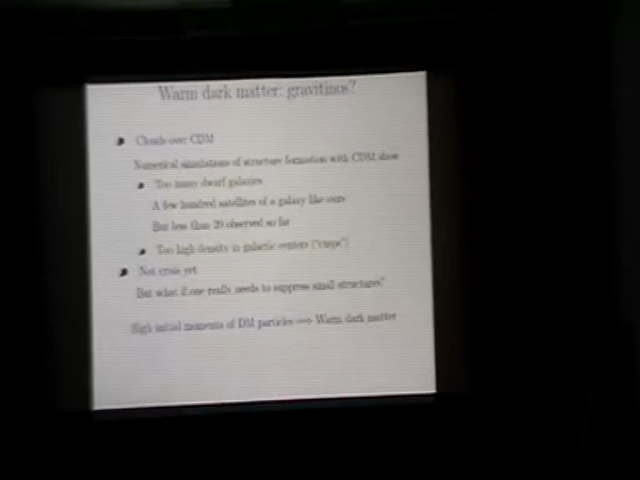 Warm dark matter: gravitinos?
Clouds over CDM
Numerical simulations of structure formation with CDM show
Too many dwarf galaxies
A few hundred satellites of a galaxy like ours
But less than 20 observed so far
Too high density in galactic centers ("cusps")
Not crisis yet
But what if one really needs to suppress small structures?
High initial momenta of DM particles ⟹ Warm dark matter